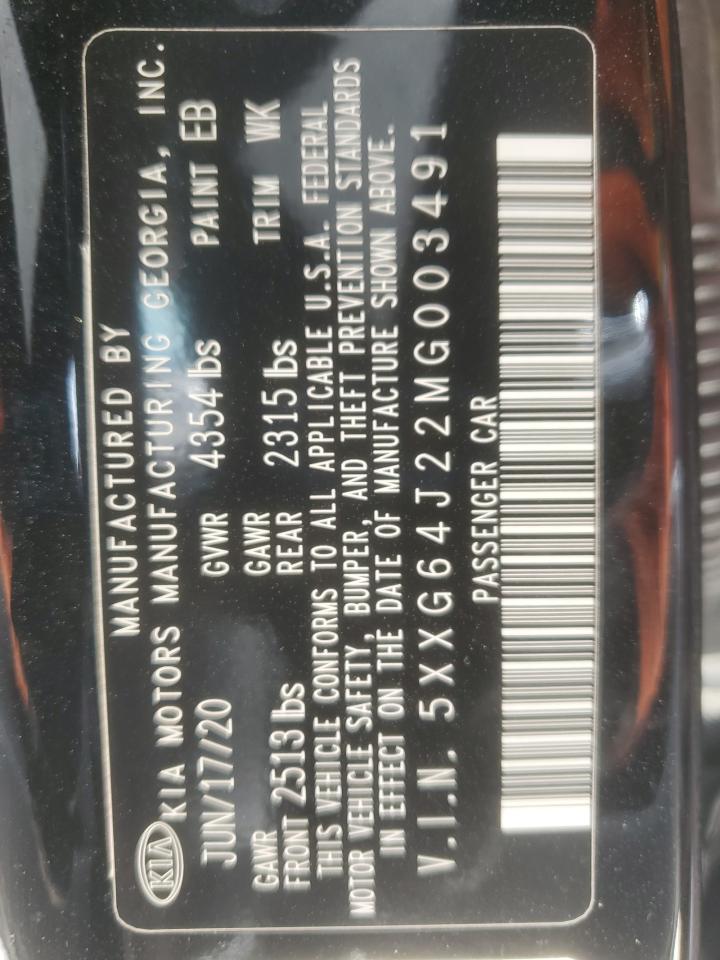 MANUFACTURED BY
KIA KIA MOTORS MANUFACTURING GEORGIA, INC.
JUN/17/20 GVWR 4354 lbs PAINT EB
GAWR GAWR
FRONT 2513 lbs REAR 2315 lbs TRIM WK
THIS VEHICLE CONFORMS TO ALL APPLICABLE U.S.A. FEDERAL
MOTOR VEHICLE SAFETY, BUMPER, AND THEFT PREVENTION STANDARDS
IN EFFECT ON THE DATE OF MANUFACTURE SHOWN ABOVE.
V.I.N. 5XXG64J22MG003491
PASSENGER CAR